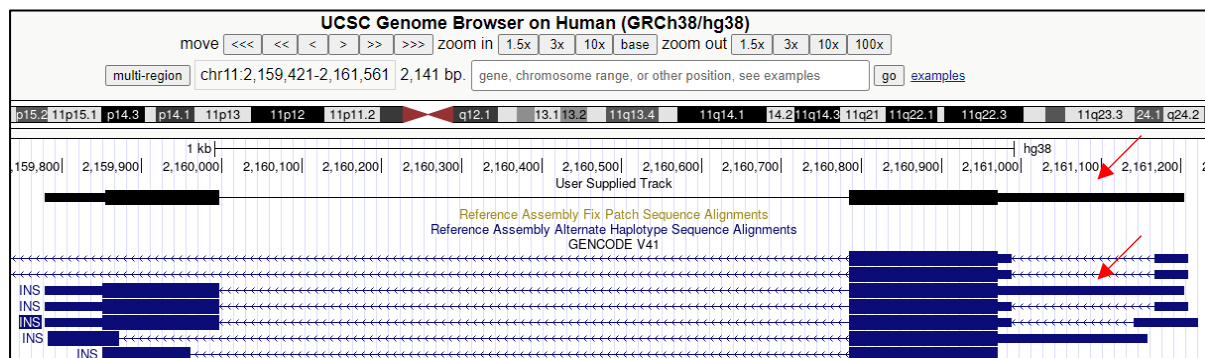 UCSC Genome Browser on Human (GRCh38/hg38)
move <<< << < > >> >>> zoom in 1.5x 3x 10x base zoom out 1.5x 3x 10x 100x
multi-region chr11:2,159,421-2,161,561 2,141 bp. gene, chromosome range, or other position, see examples go examples
p15.2 11p15.1 p14.3 p14.1 11p13 11p12 11p11.2 q12.1 13.1 13.2 11q13.4 11q14.1 14.2 11q14.3 11q21 11q22.1 11q22.3 11q23.3 24.1 q24.2
1 kb hg38
,159,800 2,159,900 2,160,000 2,160,100 2,160,200 2,160,300 2,160,400 2,160,500 2,160,600 2,160,700 2,160,800 2,160,900 2,161,000 2,161,100 2,161,200 2
User Supplied Track
Reference Assembly Fix Patch Sequence Alignments
Reference Assembly Alternate Haplotype Sequence Alignments
GENCODE V41
INS
INS
INS
INS
INS